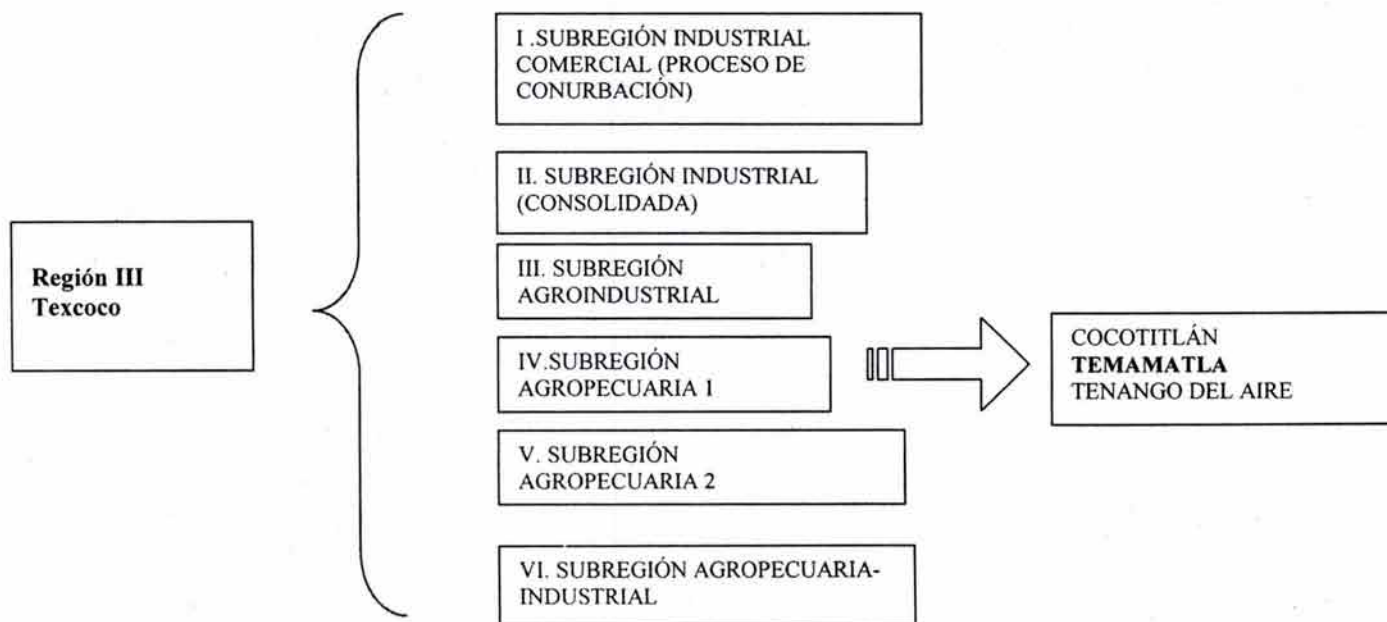 Región III
Texcoco
I .SUBREGIÓN INDUSTRIAL
COMERCIAL (PROCESO DE
CONURBACIÓN)
II. SUBREGIÓN INDUSTRIAL
(CONSOLIDADA)
III. SUBREGIÓN
AGROINDUSTRIAL
IV.SUBREGIÓN
AGROPECUARIA 1
V. SUBREGIÓN
AGROPECUARIA 2
VI. SUBREGIÓN AGROPECUARIA-
INDUSTRIAL
COCOTITLÁN
TEMAMATLA
TENANGO DEL AIRE